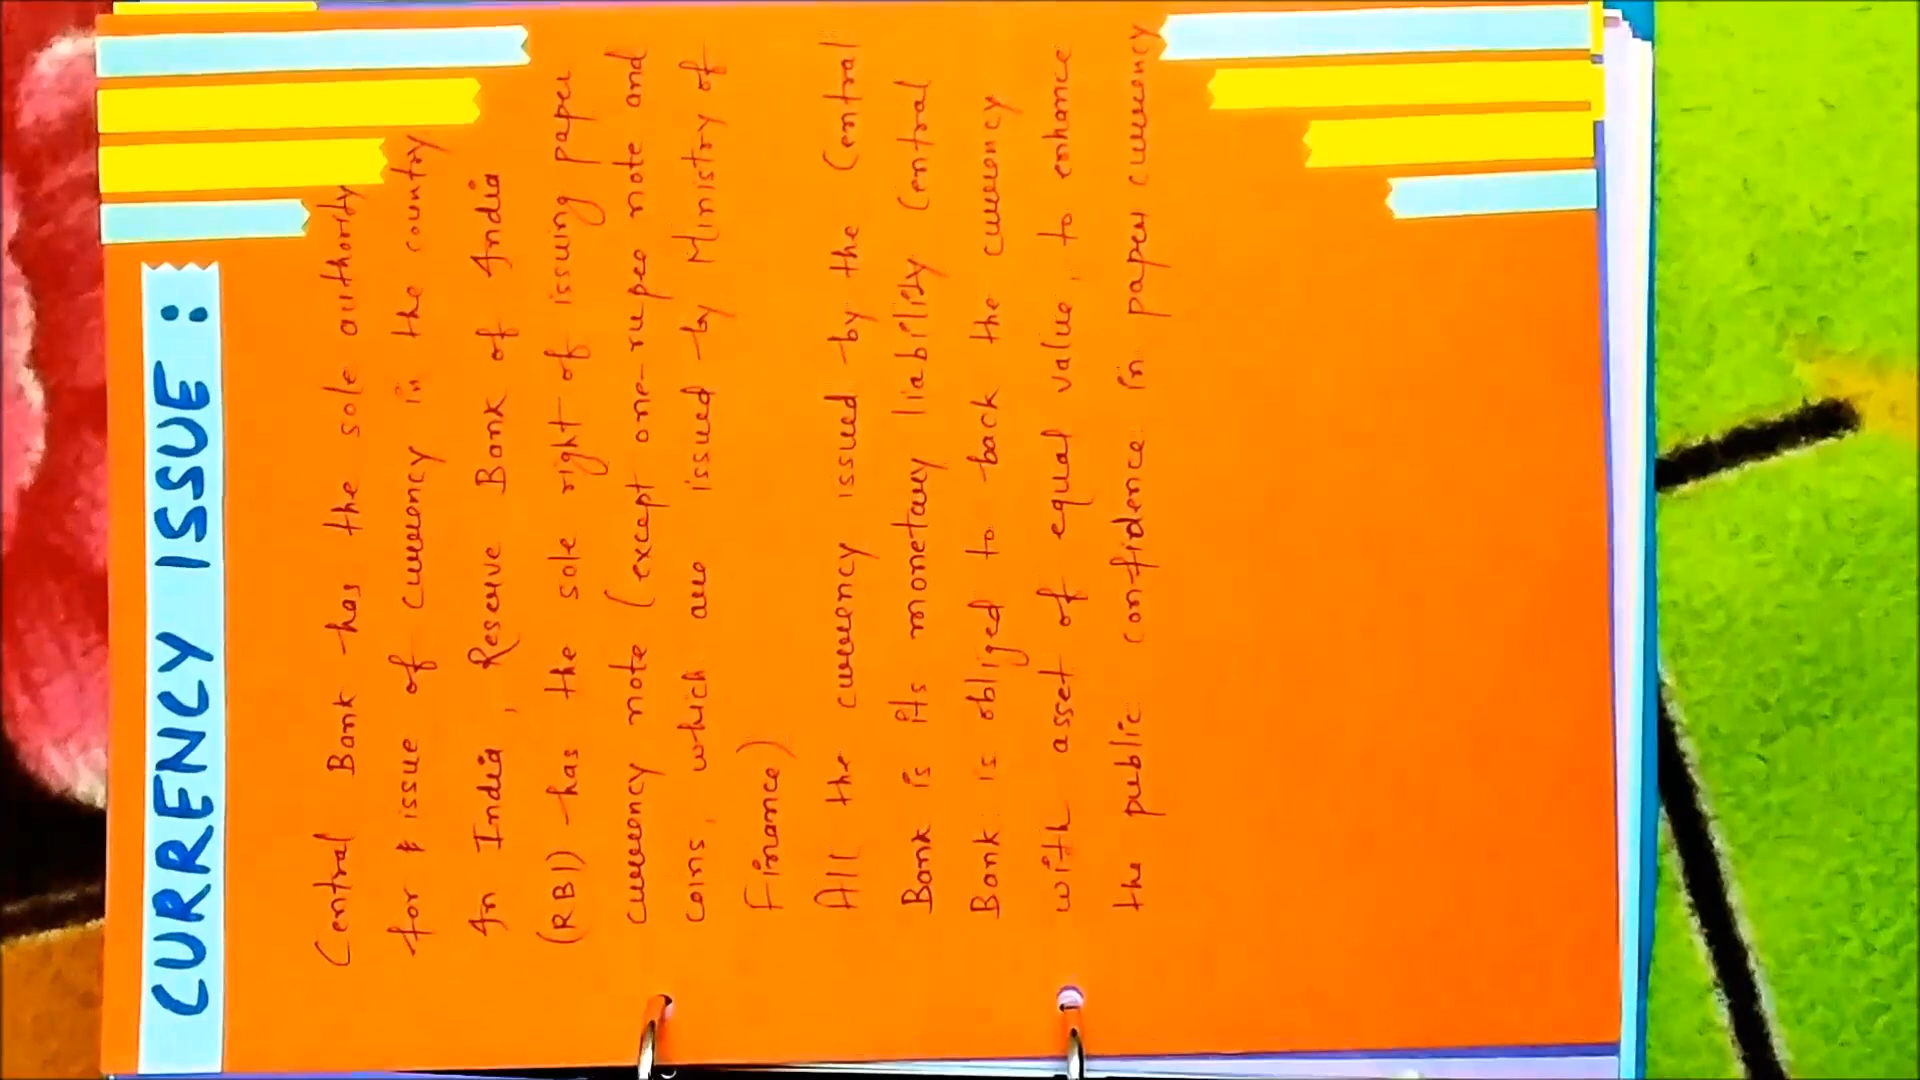 CURRENCY ISSUE :
Central Bank has the sole authority
for issue of currency in the country
In India, Reserve Bank of India
(RBI) has the sole right of issuing paper
currency note (except one-rupee note and
coins, which are issued by Ministry of
Finance)
All the currency issued by the Central
Bank is its monetary liability Central
Bank is obliged to back the currency
with asset of equal value, to enhance
the public confidence in paper currency